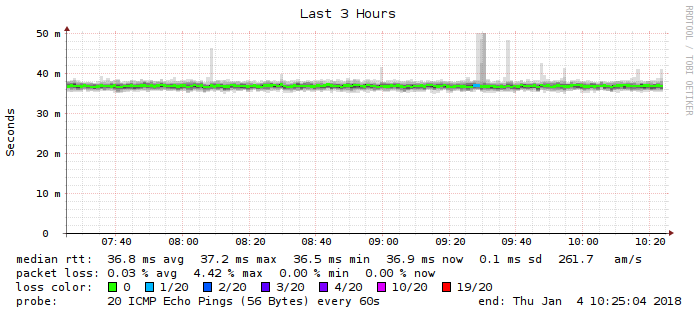 Last 3 Hours
RRDTOOL / TOBI OETIKER
Seconds
50 m
40 m
30 m
20 m
10 m
0
07:40 08:00 08:20 08:40 09:00 09:20 09:40 10:00 10:20
median rtt: 36.8 ms avg 37.2 ms max 36.5 ms min 36.9 ms now 0.1 ms sd 261.7 am/s
packet loss: 0.03 % avg 4.42 % max 0.00 % min 0.00 % now
loss color: 0 1/20 2/20 3/20 4/20 10/20 19/20
probe: 20 ICMP Echo Pings (56 Bytes) every 60s end: Thu Jan 4 10:25:04 2018